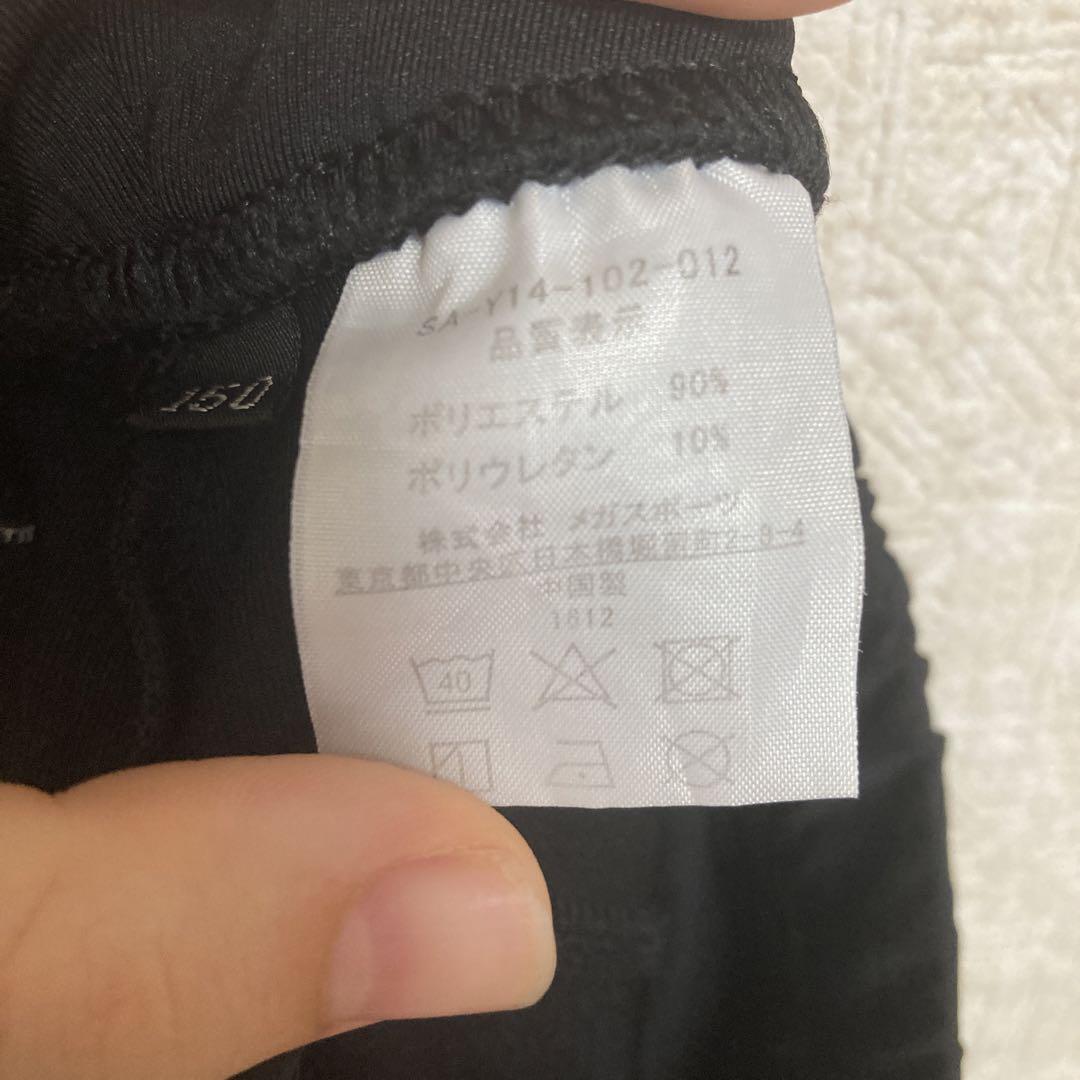 SA-Y14-102-012
品質表示
ポリエステル 90%
ポリウレタン 10%
株式会社 メガスポーツ
東京都中央区日本橋堀留町2-8-4
中国製
1612
40
150